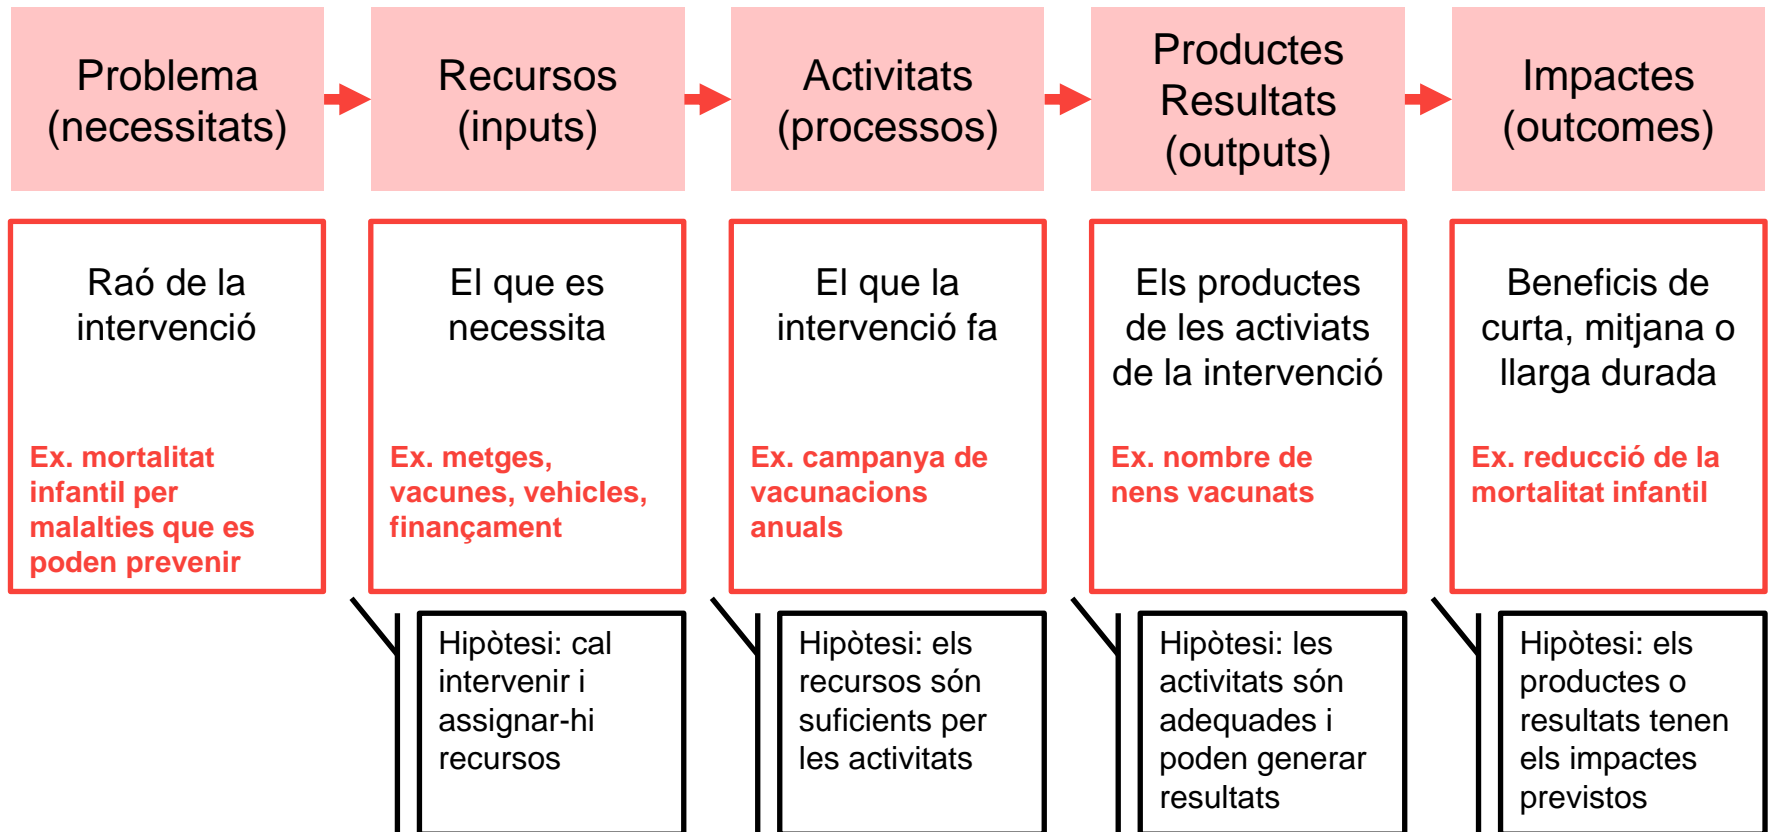 Problema
(necessitats)
Recursos
(inputs)
Activitats
(processos)
Productes
Resultats
(outputs)
Impactes
(outcomes)
Raó de la
intervenció
Ex. mortalitat
infantil per
malalties que es
poden prevenir
El que es
necessita
Ex. metges,
vacunes, vehicles,
finançament
El que la
intervenció fa
Ex. campanya de
vacunacions
anuals
Els productes
de les activiats
de la intervenció
Ex. nombre de
nens vacunats
Beneficis de
curta, mitjana o
llarga durada
Ex. reducció de la
mortalitat infantil
Hipòtesi: cal
intervenir i
assignar-hi
recursos
Hipòtesi: els
recursos són
suficients per
les activitats
Hipòtesi: les
activitats són
adequades i
poden generar
resultats
Hipòtesi: els
productes o
resultats tenen
els impactes
previstos